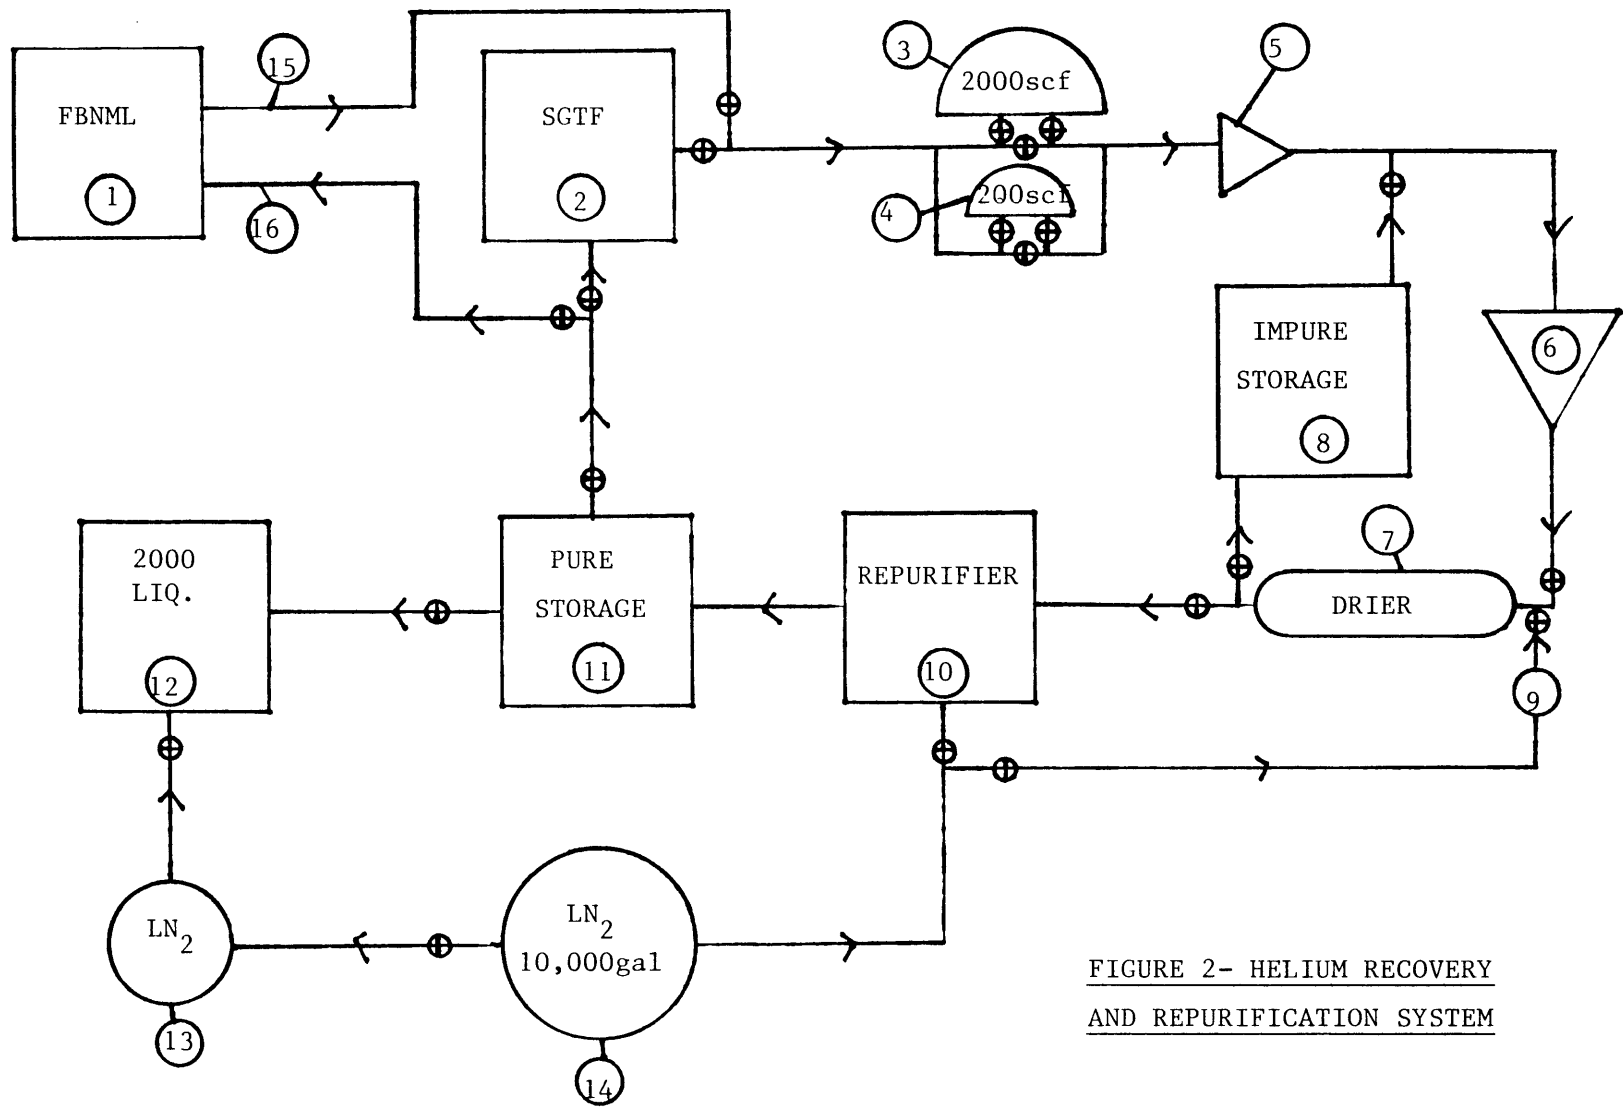 15
FBNML
1
16
SGTF
2
3
2000scf
4
200scf
5
6
IMPURE
STORAGE
8
7
DRIER
9
REPURIFIER
10
PURE
STORAGE
11
2000
LIQ.
12
LN2
13
LN2
10,000gal
14
FIGURE 2- HELIUM RECOVERY
AND REPURIFICATION SYSTEM